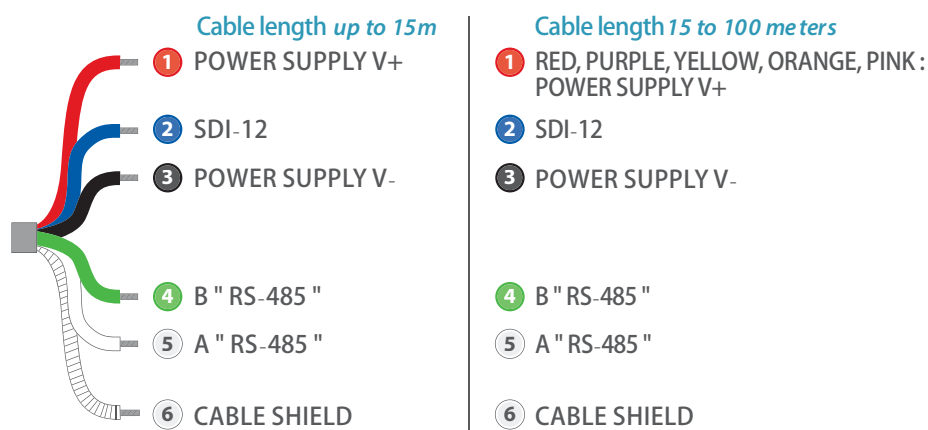 Cable length up to 15m
1 POWER SUPPLY V+
2 SDI-12
3 POWER SUPPLY V-
4 B " RS-485 "
5 A " RS-485 "
6 CABLE SHIELD
Cable length 15 to 100 meters
1 RED, PURPLE, YELLOW, ORANGE, PINK :
POWER SUPPLY V+
2 SDI-12
3 POWER SUPPLY V-
4 B " RS-485 "
5 A " RS-485 "
6 CABLE SHIELD